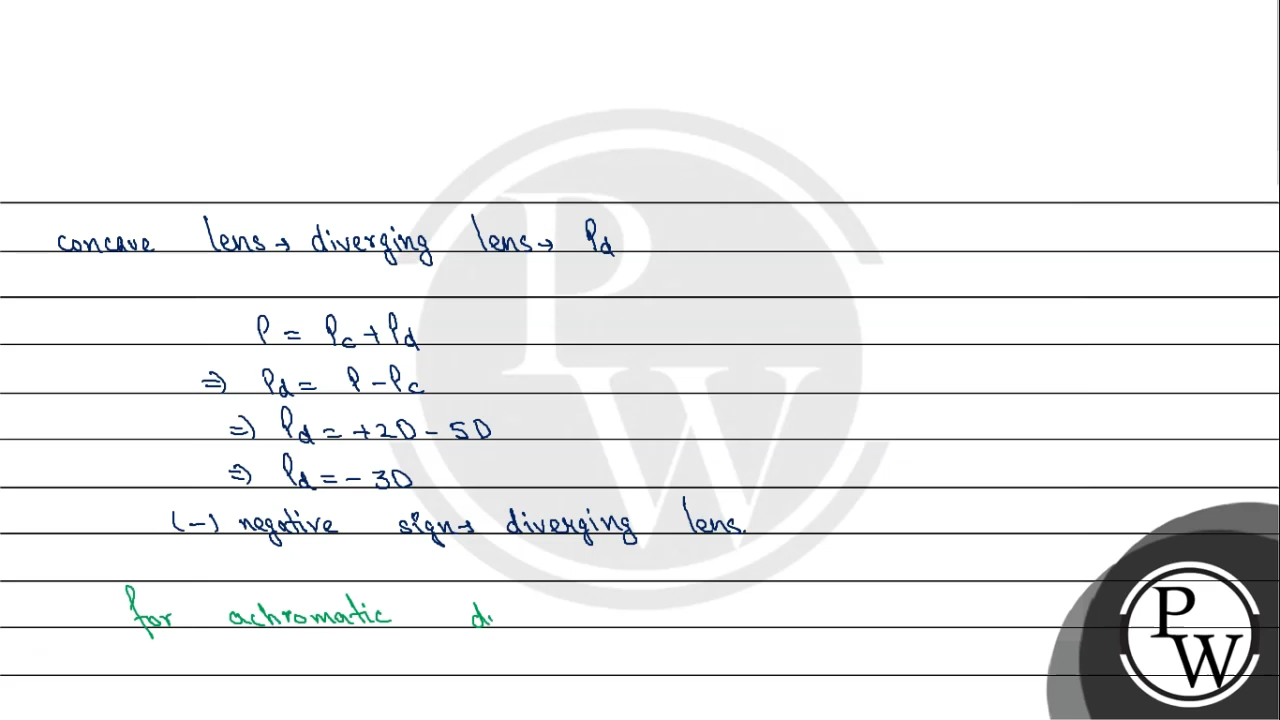 concave lens → diverging lens → Pd
P = Pc + Pd
⇒ Pd = P - Pc
⇒ Pd = +2D - 5D
⇒ Pd = - 3D
(-) negative sign → diverging lens.
for achromatic d
P
W
P
W